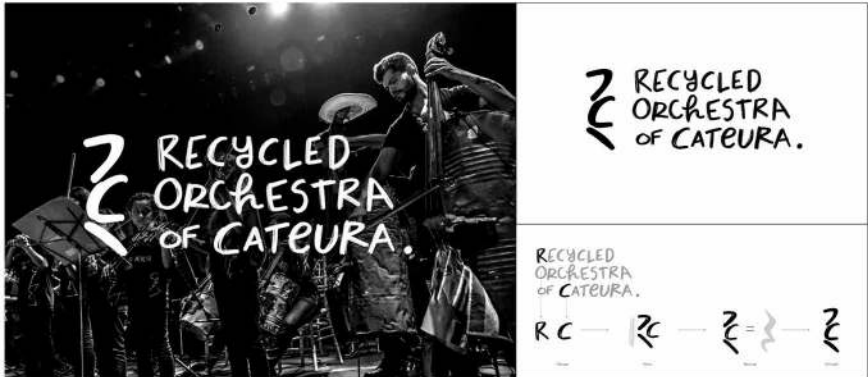 RECYCLED
ORCHESTRA
OF CATEURA.
RECYCLED
ORCHESTRA
OF CATEURA.
RECYCLED
ORCHESTRA
OF CATEURA.
R C
=